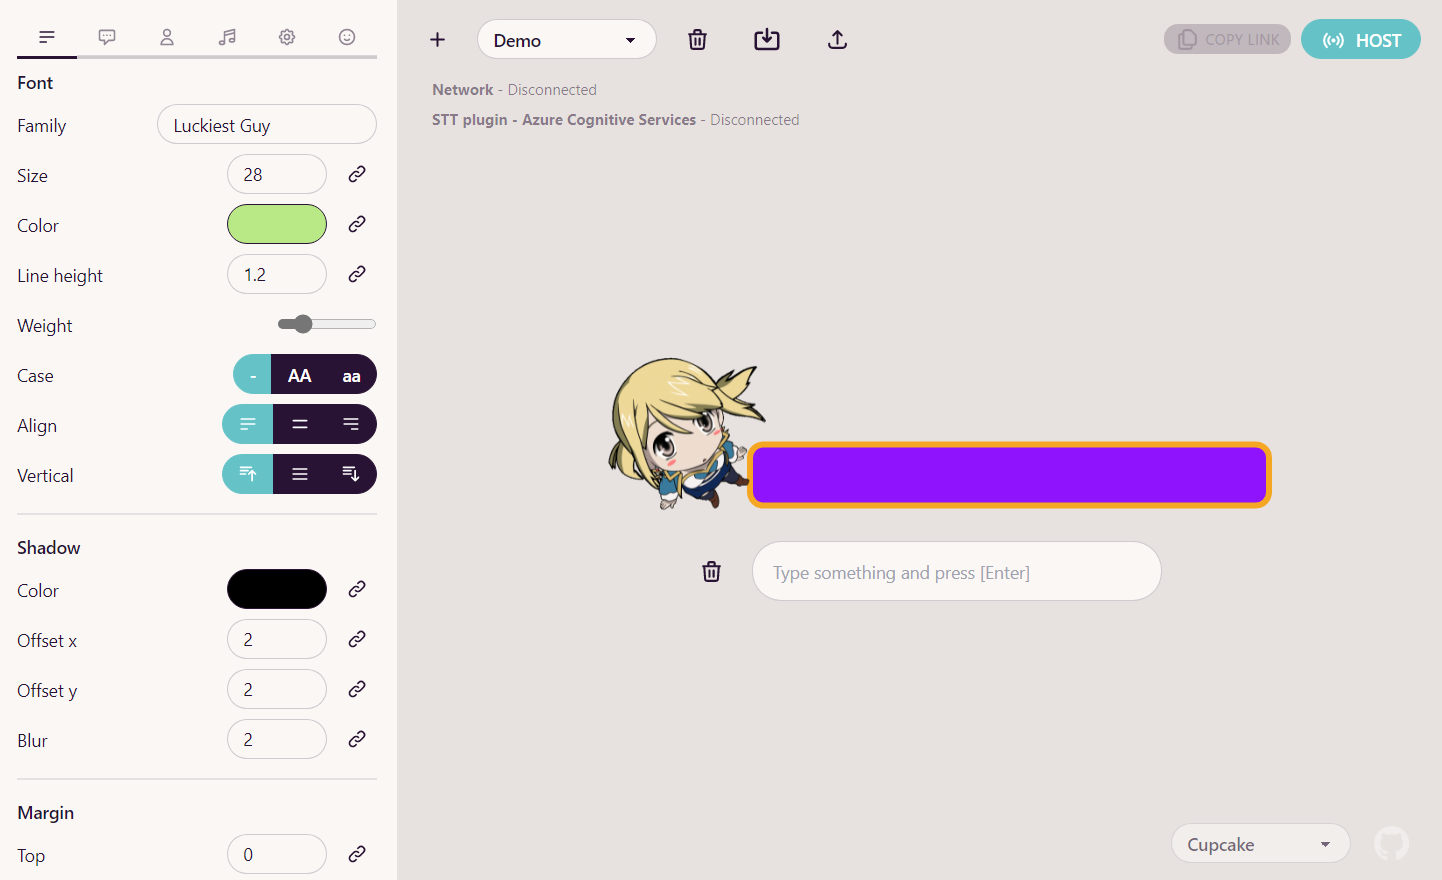 Demo
COPY LINK
HOST
Network - Disconnected
STT plugin - Azure Cognitive Services - Disconnected
Font
Family
Luckiest Guy
Size
28
Color
Line height
1.2
Weight
Case
- AA aa
Align
Vertical
Shadow
Color
Offset x
2
Offset y
2
Blur
2
Margin
Top
0
Type something and press [Enter]
Cupcake